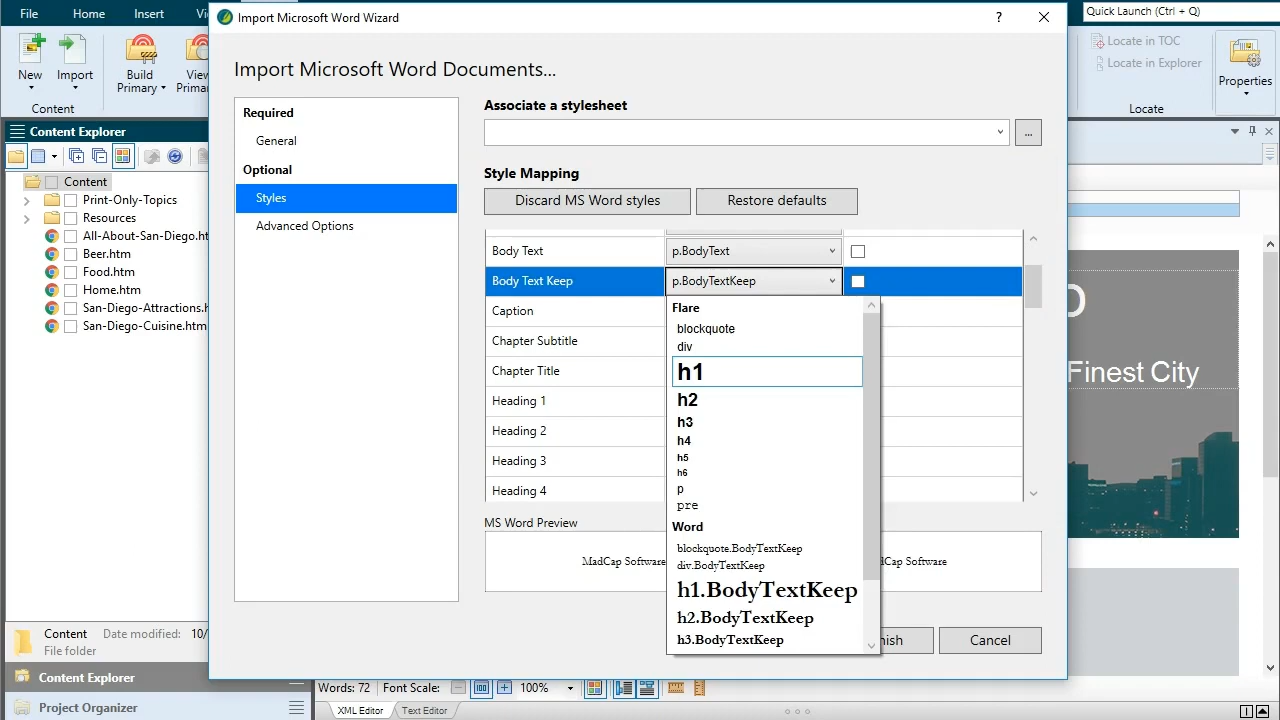 File Home Insert
Import Microsoft Word Wizard ? ✕
Quick Launch (Ctrl + Q)
New
Import
Build
Primary
Locate in TOC
Locate in Explorer
Properties
Content
Locate
Import Microsoft Word Documents...
Required
General
Optional
Styles
Advanced Options
Associate a stylesheet
...
Style Mapping
Discard MS Word styles Restore defaults
Body Text p.BodyText
Body Text Keep p.BodyTextKeep
Caption
Chapter Subtitle
Chapter Title
Heading 1
Heading 2
Heading 3
Heading 4
Flare
blockquote
div
h1
h2
h3
h4
h5
h6
p
pre
Word
blockquote.BodyTextKeep
div.BodyTextKeep
h1.BodyTextKeep
h2.BodyTextKeep
h3.BodyTextKeep
MS Word Preview
MadCap Software
Cap Software
nish Cancel
Content Explorer
Content
Print-Only-Topics
Resources
All-About-San-Diego.ht
Beer.htm
Food.htm
Home.htm
San-Diego-Attractions.h
San-Diego-Cuisine.htm
Content Date modified: 10/
File folder
Content Explorer
Project Organizer
Finest City
Words: 72 Font Scale: 100%
XML Editor Text Editor